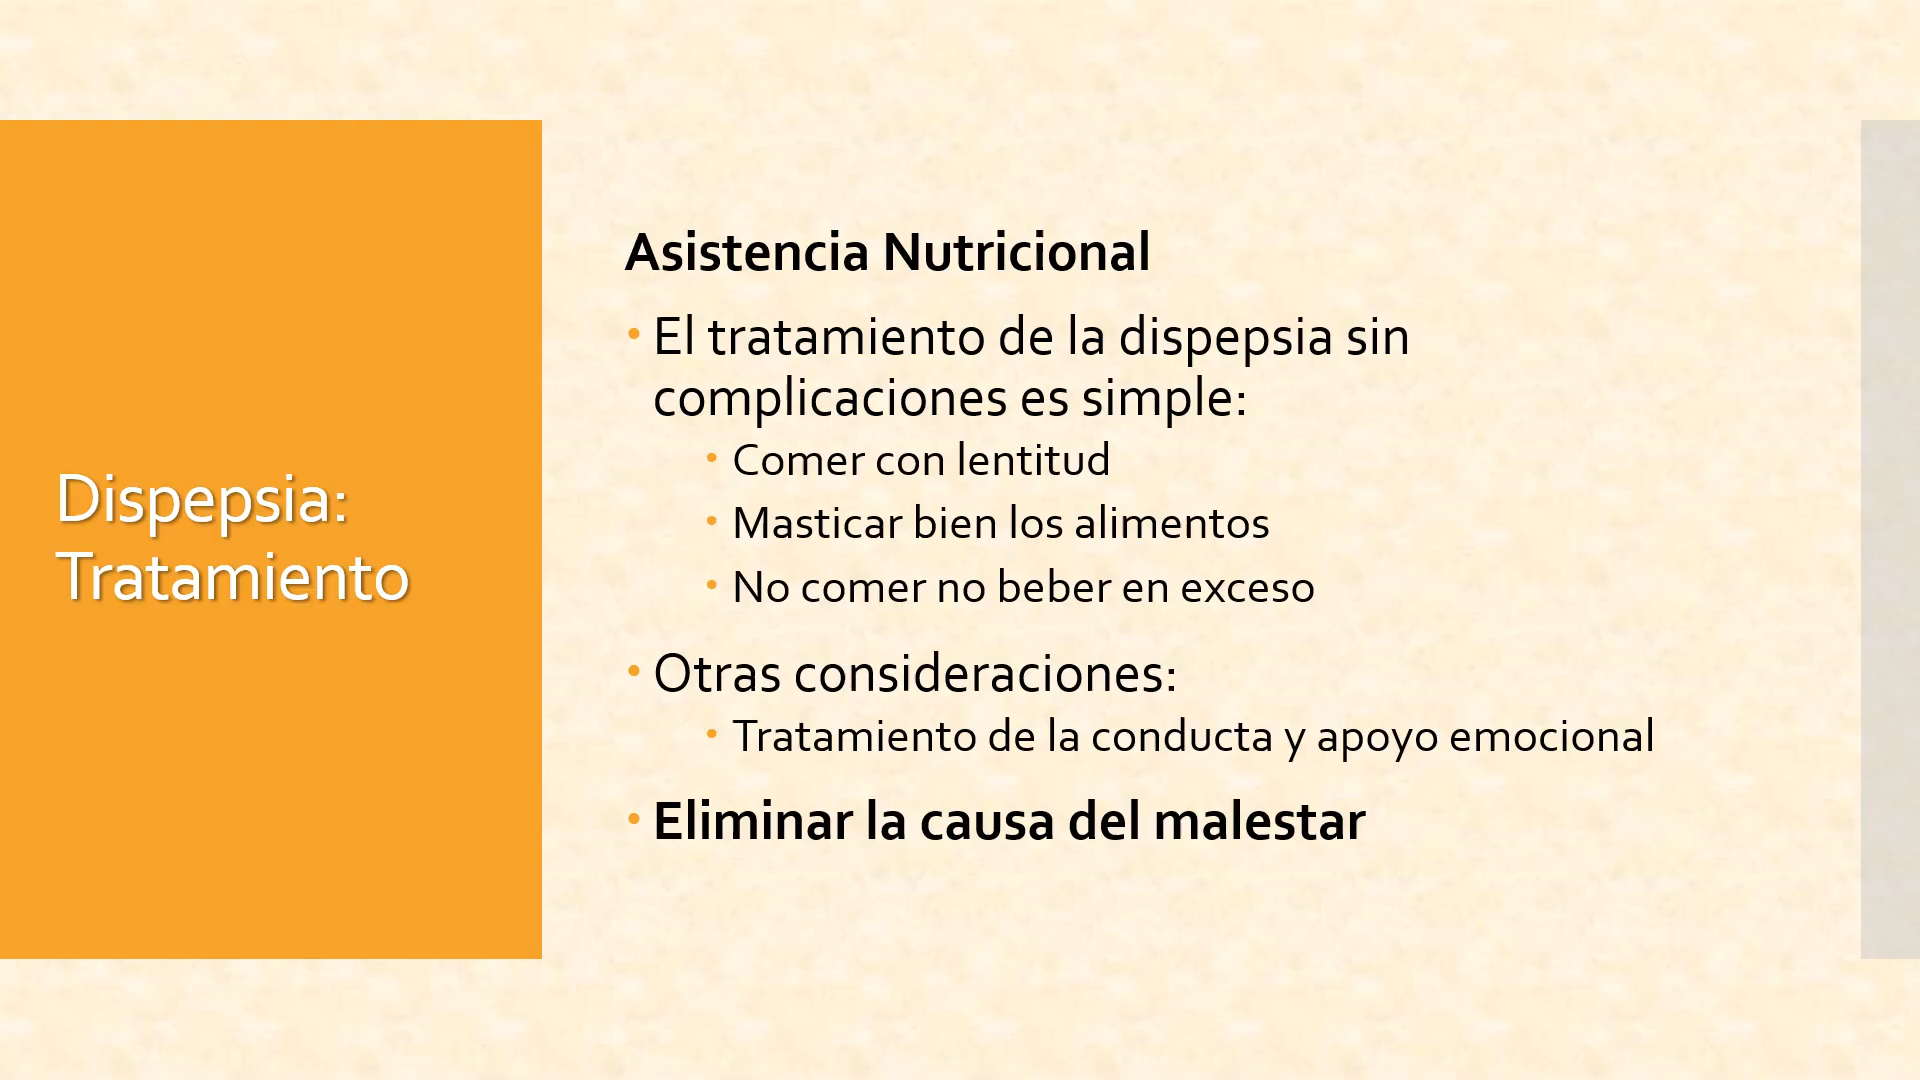 Dispepsia:
Tratamiento
Asistencia Nutricional
• El tratamiento de la dispepsia sin
complicaciones es simple:
• Comer con lentitud
• Masticar bien los alimentos
• No comer no beber en exceso
• Otras consideraciones:
• Tratamiento de la conducta y apoyo emocional
• Eliminar la causa del malestar